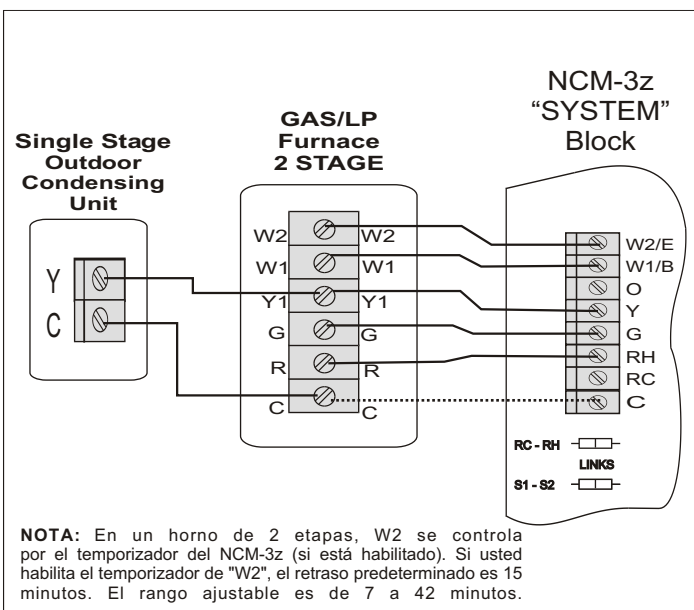 NCM-3z
“SYSTEM”
Block
GAS/LP
Furnace
2 STAGE
Single Stage
Outdoor
Condensing
Unit
Y
C
W2
W1
Y1
G
R
C
W2
W1
Y1
G
R
C
W2/E
W1/B
O
Y
G
RH
RC
C
RC - RH
LINKS
S1 - S2
NOTA: En un horno de 2 etapas, W2 se controla
por el temporizador del NCM-3z (si está habilitado). Si usted
habilita el temporizador de "W2", el retraso predeterminado es 15
minutos. El rango ajustable es de 7 a 42 minutos.